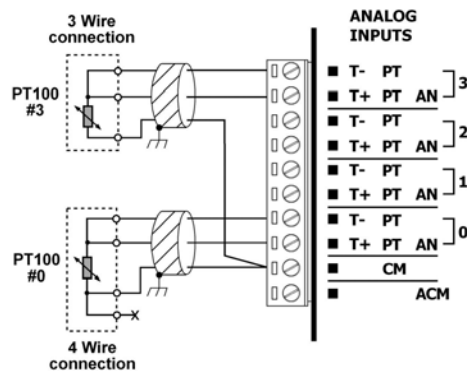 3 Wire
connection
PT100
#3
PT100
#0
4 Wire
connection
ANALOG
INPUTS
T- PT
T+ PT AN
3
T- PT
T+ PT AN
2
T- PT
T+ PT AN
1
T- PT
T+ PT AN
0
CM
ACM